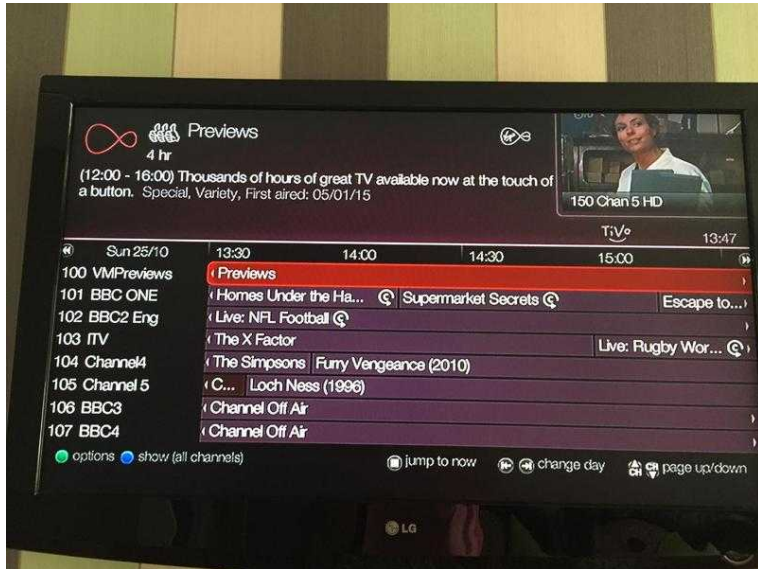 Previews
4 hr
(12:00 - 16:00) Thousands of hours of great TV available now at the touch of
a button. Special, Variety, First aired: 05/01/15
150 Chan 5 HD
TiVo
13:47
Sun 25/10 13:30 14:00 14:30 15:00
100 VMPreviews Previews
101 BBC ONE Homes Under the Ha... Supermarket Secrets Escape to...
102 BBC2 Eng Live: NFL Football
103 ITV The X Factor Live: Rugby Wor...
104 Channel4 The Simpsons Furry Vengeance (2010)
105 Channel 5 C... Loch Ness (1996)
106 BBC3 Channel Off Air
107 BBC4 Channel Off Air
options show (all channels) jump to now change day CH CH page up/down
LG